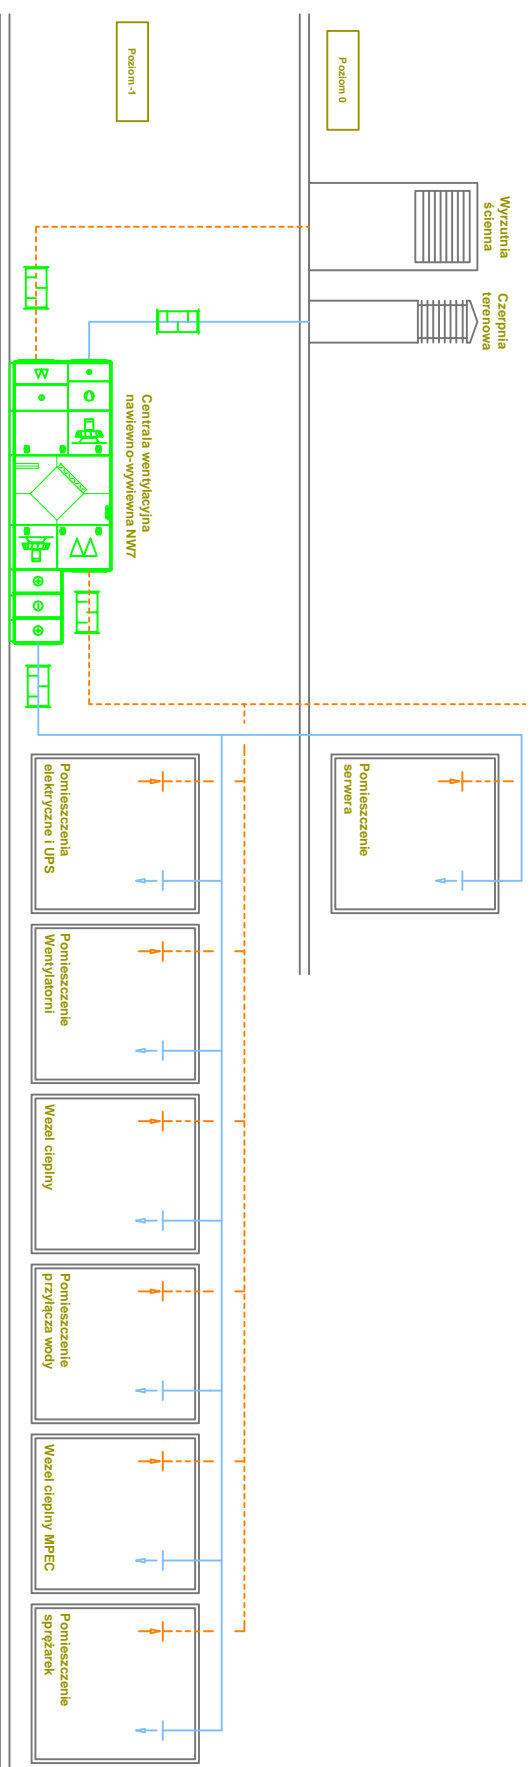 Poziom 0
Poziom -1
Wyrzutnia
ścienna
Czerpnia
terenowa
Centrala wentylacyjna
nawiewno-wywiewna NW7
Pomieszczenie
serwera
Pomieszczenia
elektryczne i UPS
Pomieszczenie
Wentylatorni
Wezel cieplny
Pomieszczenie
przyłącza wody
Wezel cieplny MPEC
Pomieszczenie
sprężarek